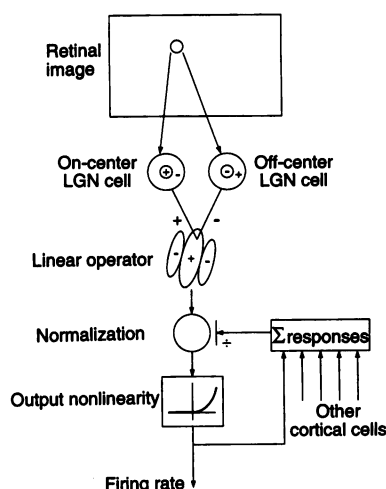 Retinal
image
On-center
LGN cell
Off-center
LGN cell
+ -
- +
+ -
Linear operator
- + -
Normalization
÷
Σ responses
Output nonlinearity
Other
cortical cells
Firing rate